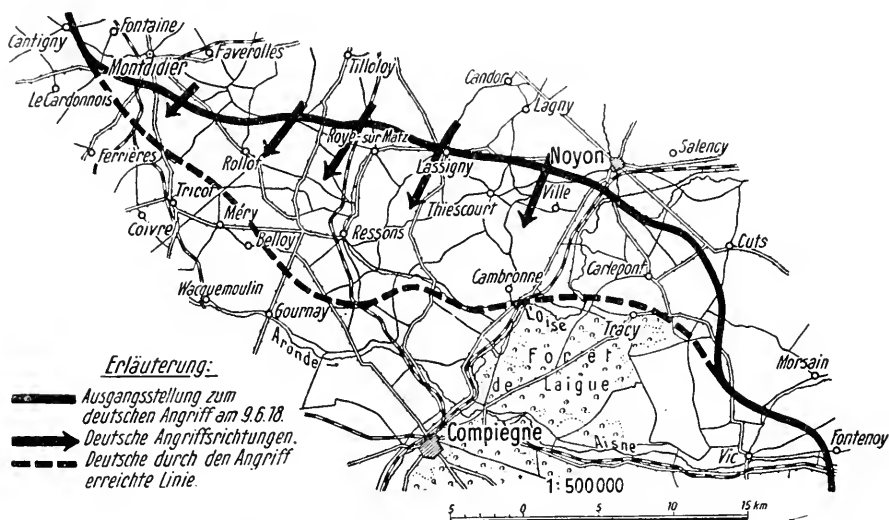 Cantigny
Fontaine
Faverolles
Montdidier
Le Cardonnois
Tilloloy
Candor
Lagny
Salency
Noyon
Ferrières
Rollot
Roye-sur-Matz
Lassigny
Ville
Thiescourt
Tricot
Coivre
Méry
Belloy
Ressons
Cuts
Carlepont
Cambronne
Wacquemoulin
Gournay
Aronde
L'Oise
Tracy
Forêt
de Laigue
Morsain
Compiègne
Aisne
Vic
Fontenoy
Erläuterung:
Ausgangsstellung zum
deutschen Angriff am 9.6.18.
Deutsche Angriffsrichtungen.
Deutsche durch den Angriff
erreichte Linie.
1:500000
5 0 5 10 15 km